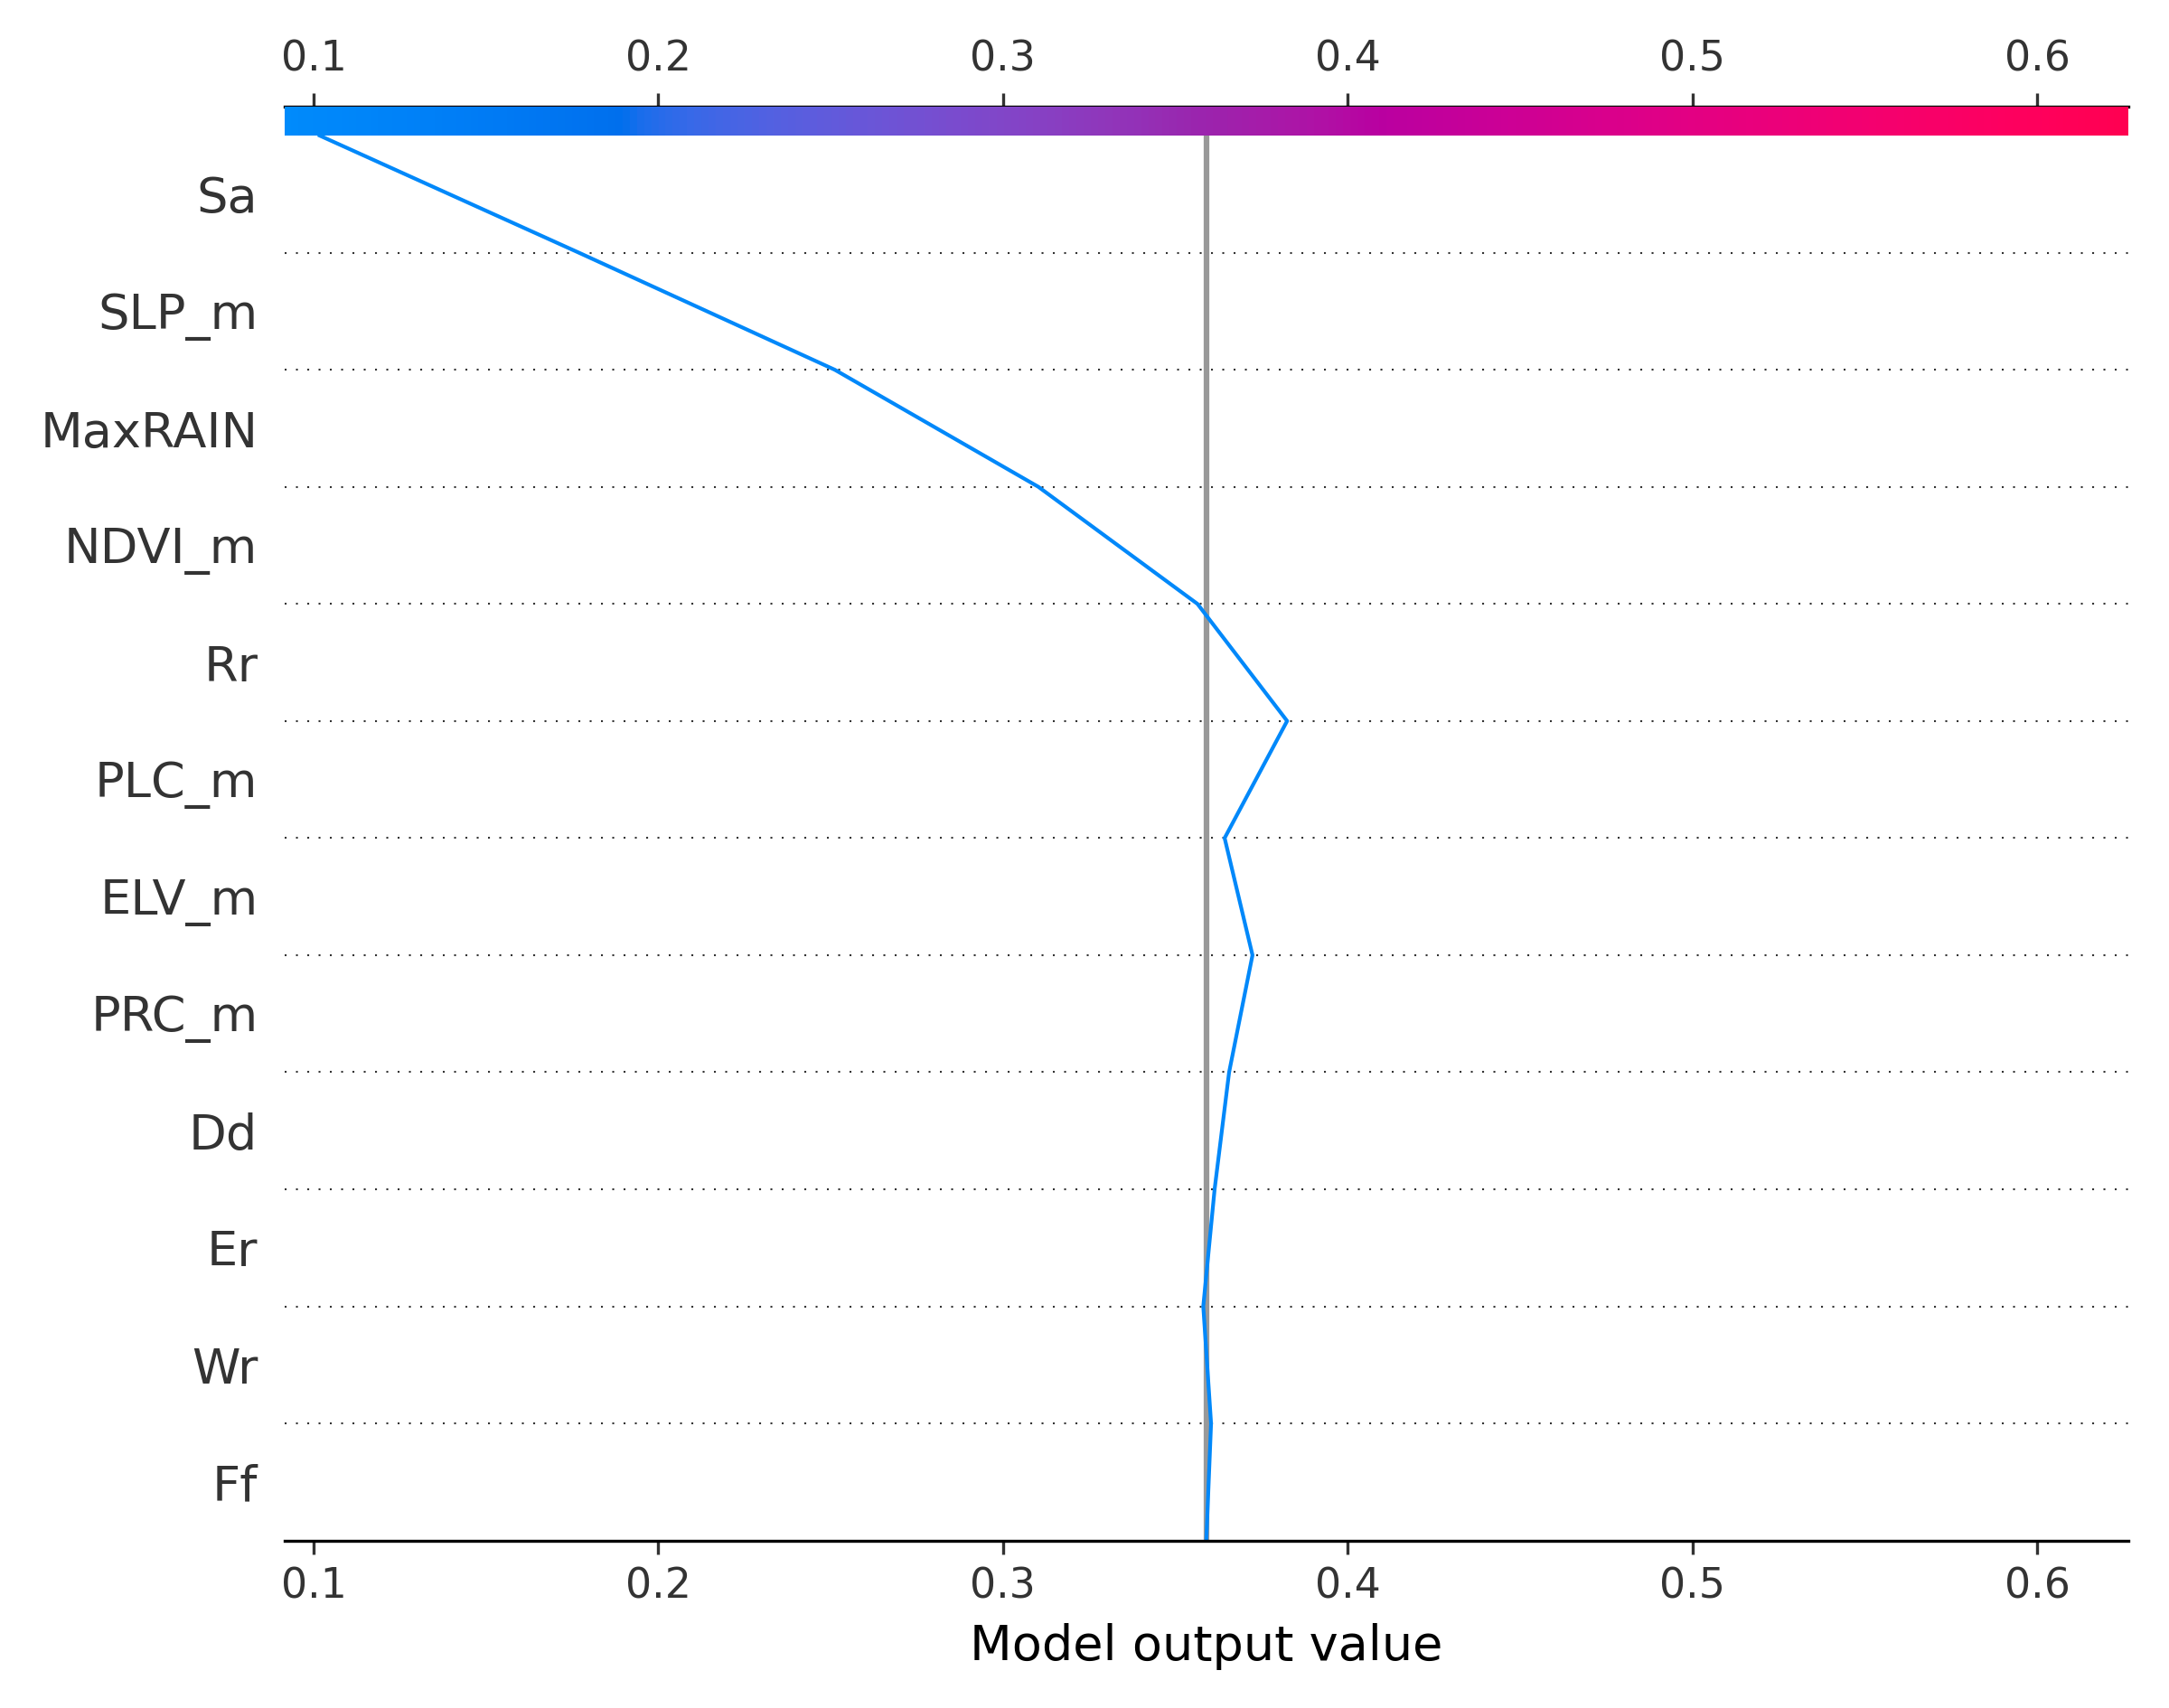 0.1 0.2 0.3 0.4 0.5 0.6
Sa
SLP_m
MaxRAIN
NDVI_m
Rr
PLC_m
ELV_m
PRC_m
Dd
Er
Wr
Ff
0.1 0.2 0.3 0.4 0.5 0.6
Model output value